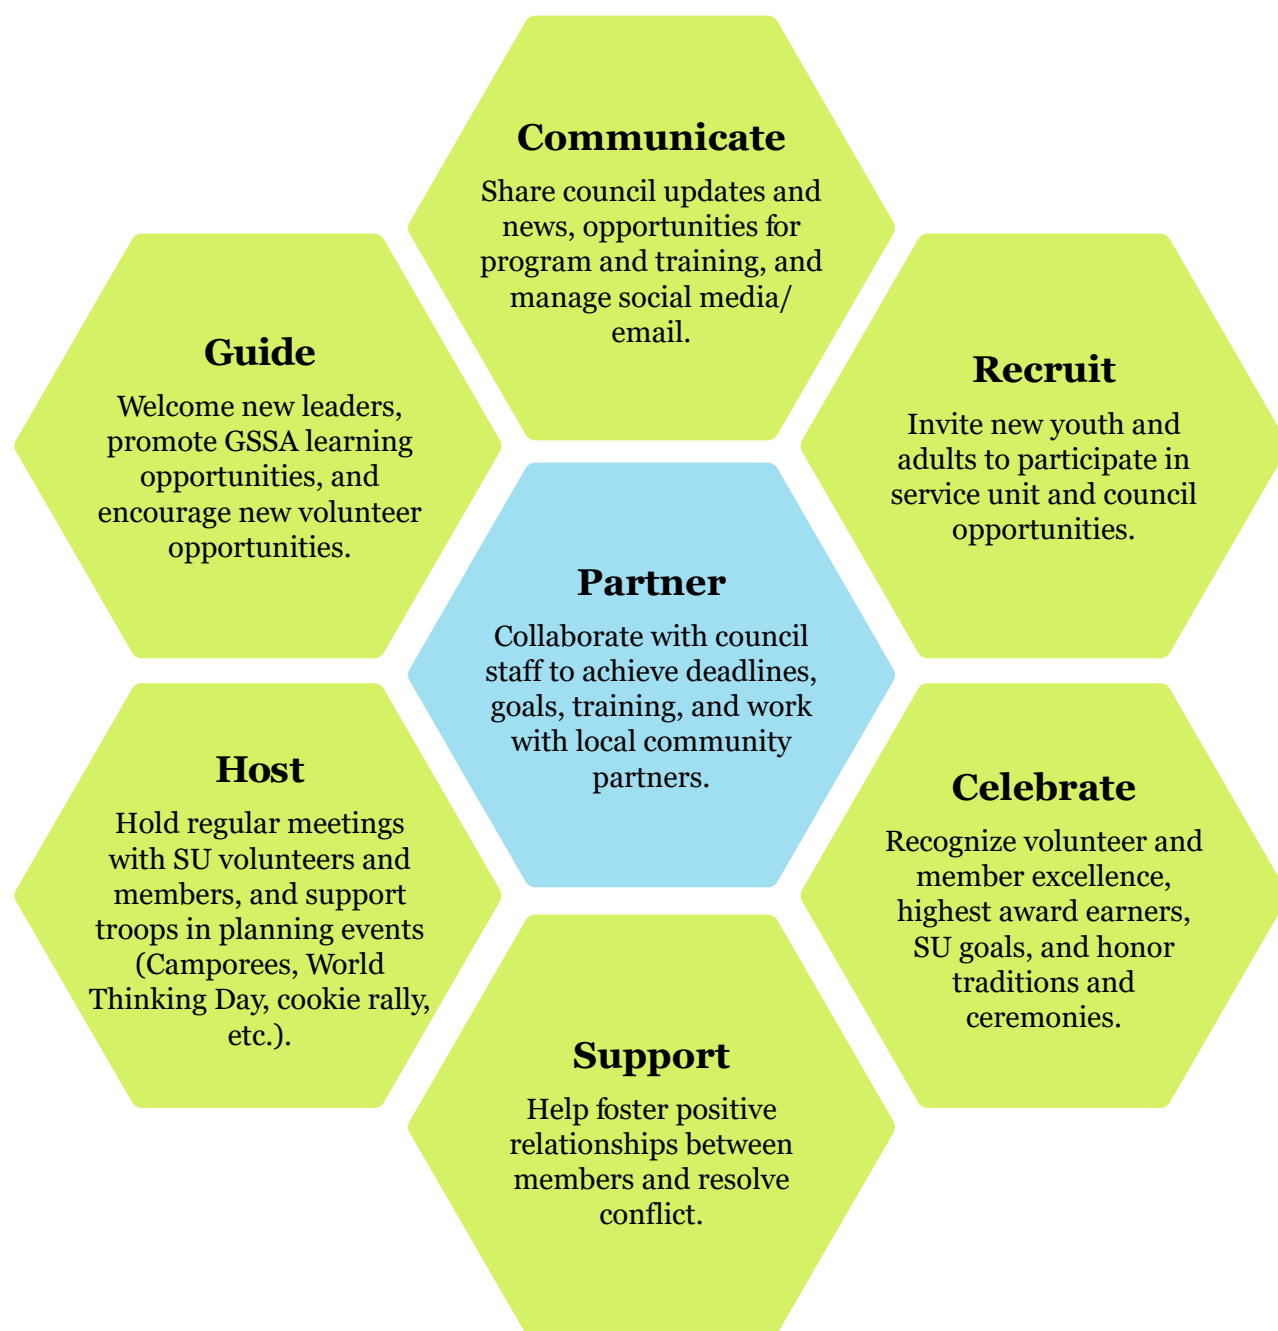 Communicate
Share council updates and
news, opportunities for
program and training, and
manage social media/
email.
Guide
Welcome new leaders,
promote GSSA learning
opportunities, and
encourage new volunteer
opportunities.
Recruit
Invite new youth and
adults to participate in
service unit and council
opportunities.
Partner
Collaborate with council
staff to achieve deadlines,
goals, training, and work
with local community
partners.
Host
Hold regular meetings
with SU volunteers and
members, and support
troops in planning events
(Camporees, World
Thinking Day, cookie rally,
etc.).
Celebrate
Recognize volunteer and
member excellence,
highest award earners,
SU goals, and honor
traditions and
ceremonies.
Support
Help foster positive
relationships between
members and resolve
conflict.